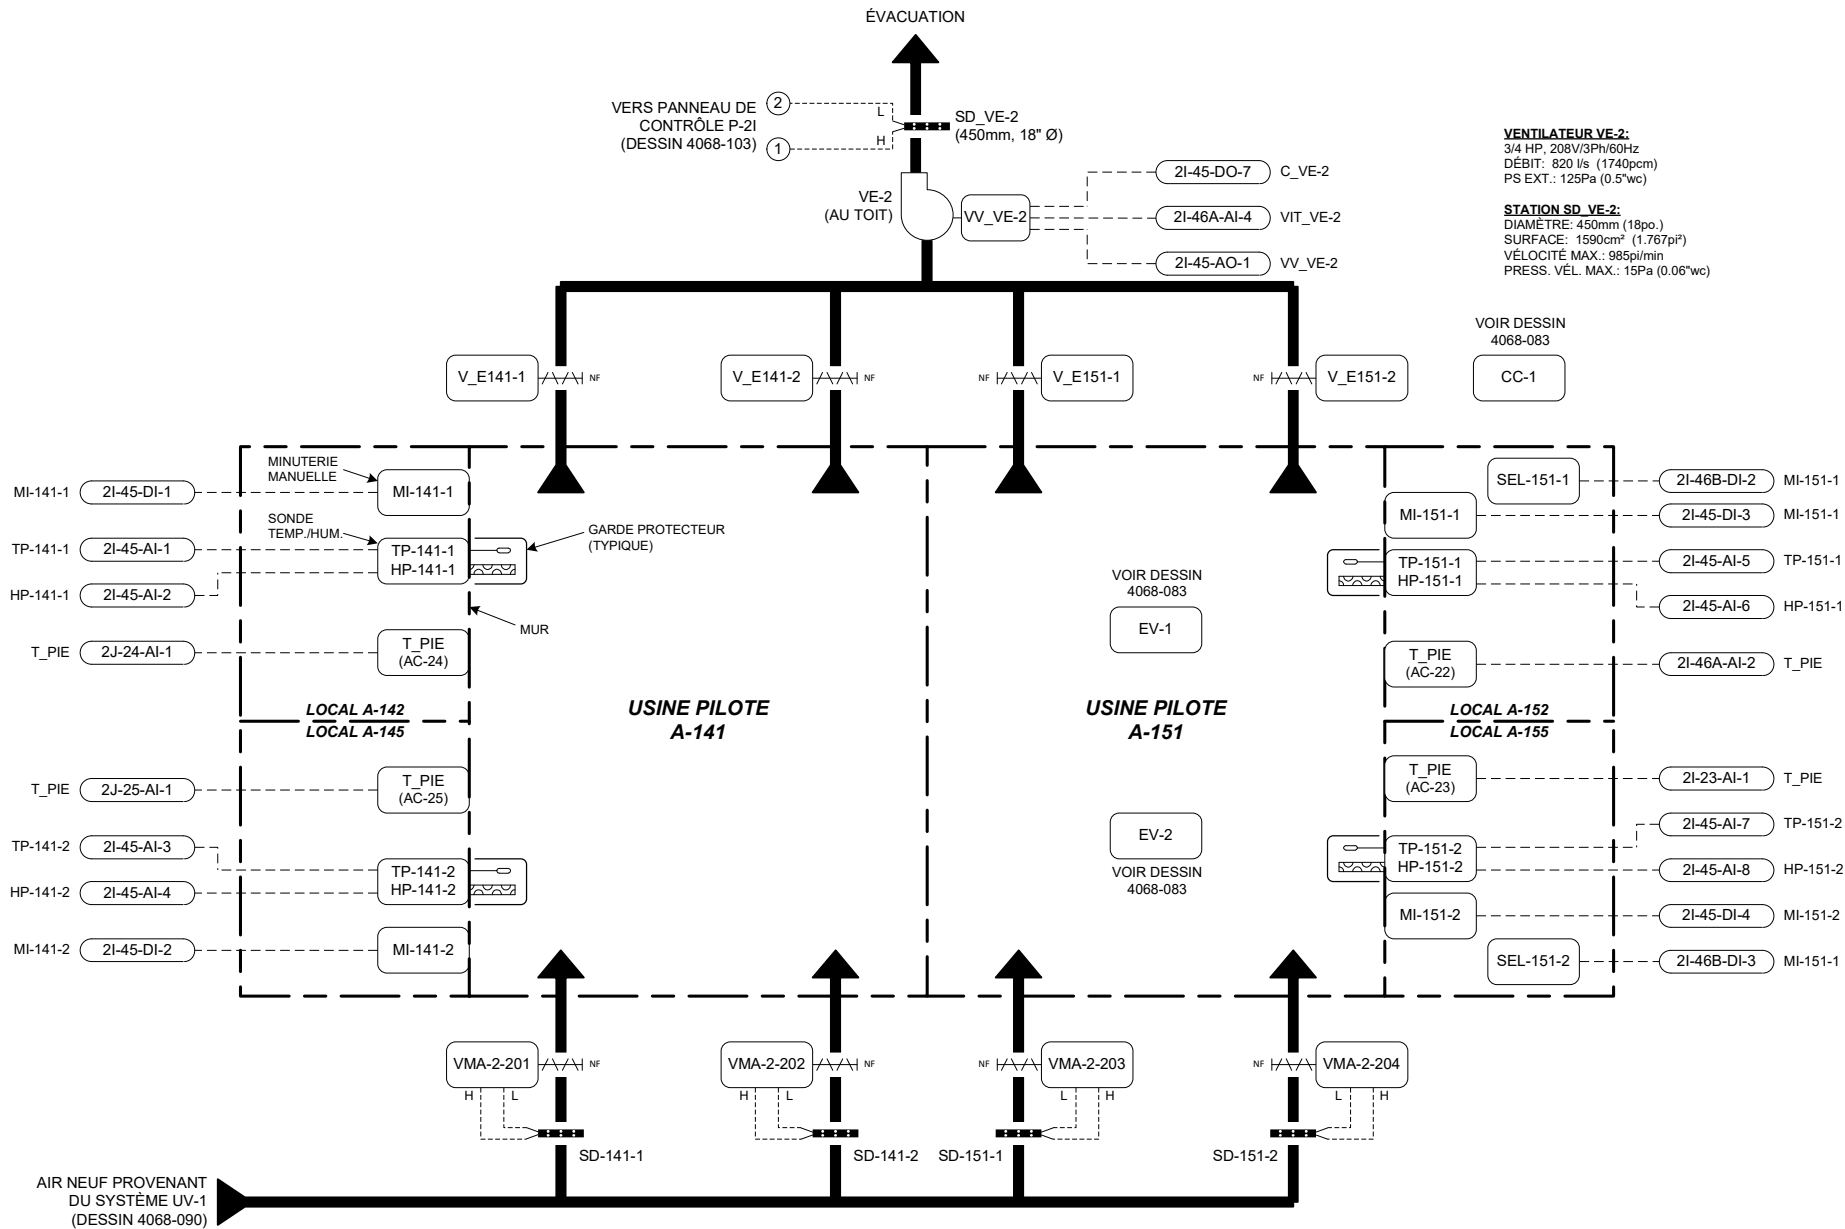 ÉVACUATION
VERS PANNEAU DE
CONTRÔLE P-2I
(DESSIN 4068-103)
2
1
L
H
SD_VE-2
(450mm, 18" Ø)
VE-2
(AU TOIT)
VV_VE-2
2I-45-DO-7 C_VE-2
2I-46A-AI-4 VIT_VE-2
2I-45-AO-1 VV_VE-2
VENTILATEUR VE-2:
3/4 HP, 208V/3Ph/60Hz
DÉBIT: 820 l/s (1740pcm)
PS EXT.: 125Pa (0.5"wc)
STATION SD_VE-2:
DIAMÈTRE: 450mm (18po.)
SURFACE: 1590cm² (1.767pi²)
VÉLOCITÉ MAX.: 985pi/min
PRESS. VÉL. MAX.: 15Pa (0.06"wc)
VOIR DESSIN
4068-083
CC-1
V_E141-1 NF
V_E141-2 NF
NF V_E151-1
NF V_E151-2
MINUTERIE
MANUELLE
MI-141-1 2I-45-DI-1 MI-141-1
SONDE
TEMP./HUM.
TP-141-1 2I-45-AI-1 TP-141-1
HP-141-1 2I-45-AI-2 HP-141-1
GARDE PROTECTEUR
(TYPIQUE)
MUR
T_PIE 2J-24-AI-1 T_PIE
(AC-24)
LOCAL A-142
LOCAL A-145
T_PIE 2J-25-AI-1 T_PIE
(AC-25)
TP-141-2 2I-45-AI-3 TP-141-2
HP-141-2 2I-45-AI-4 HP-141-2
MI-141-2 2I-45-DI-2 MI-141-2
USINE PILOTE
A-141
VOIR DESSIN
4068-083
EV-1
USINE PILOTE
A-151
EV-2
VOIR DESSIN
4068-083
SEL-151-1 2I-46B-DI-2 MI-151-1
MI-151-1 2I-45-DI-3 MI-151-1
TP-151-1 2I-45-AI-5 TP-151-1
HP-151-1 2I-45-AI-6 HP-151-1
T_PIE 2I-46A-AI-2 T_PIE
(AC-22)
LOCAL A-152
LOCAL A-155
T_PIE 2I-23-AI-1 T_PIE
(AC-23)
TP-151-2 2I-45-AI-7 TP-151-2
HP-151-2 2I-45-AI-8 HP-151-2
MI-151-2 2I-45-DI-4 MI-151-2
SEL-151-2 2I-46B-DI-3 MI-151-1
VMA-2-201 NF
H L
SD-141-1
VMA-2-202 NF
H L
SD-141-2
NF VMA-2-203
L H
SD-151-1
NF VMA-2-204
L H
SD-151-2
AIR NEUF PROVENANT
DU SYSTÈME UV-1
(DESSIN 4068-090)